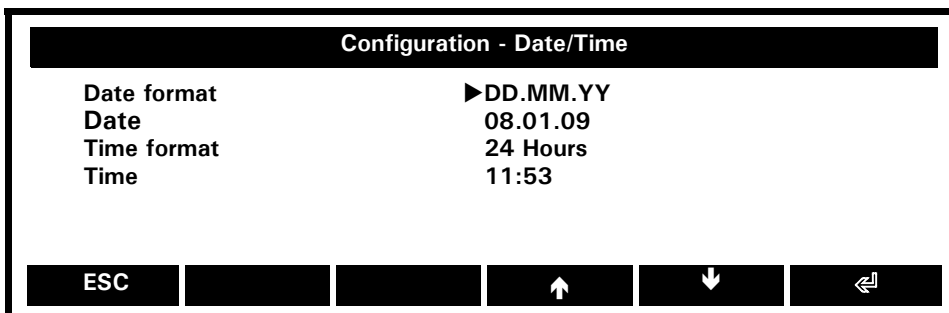 Configuration - Date/Time
Date format ▶DD.MM.YY
Date 08.01.09
Time format 24 Hours
Time 11:53
ESC ↑ ↓ ↵